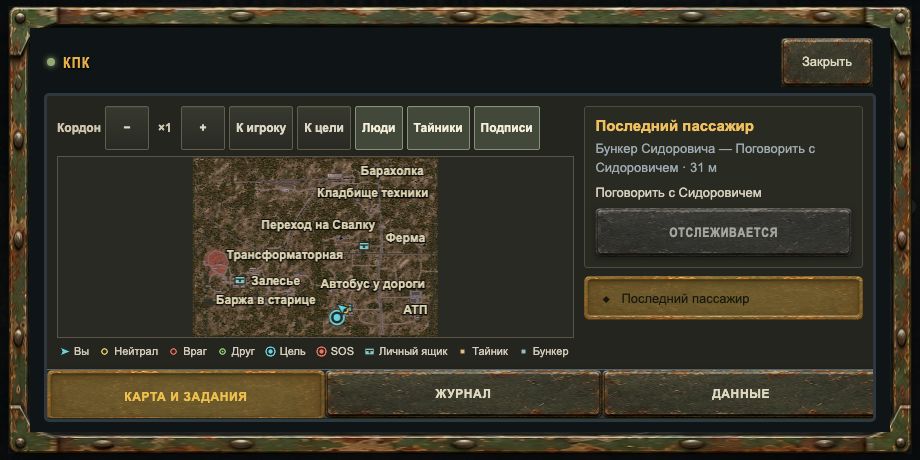 КПК
Закрыть
Кордон − ×1 + К игроку К цели Люди Тайники Подписи
Барахолка
Кладбище техники
Переход на Свалку
Ферма
Трансформаторная
Залесье
Автобус у дороги
Баржа в старице
АТП
Вы Нейтрал Враг Друг Цель SOS Личный ящик Тайник Бункер
Последний пассажир
Бункер Сидоровича — Поговорить с
Сидоровичем · 31 м
Поговорить с Сидоровичем
ОТСЛЕЖИВАЕТСЯ
Последний пассажир
КАРТА И ЗАДАНИЯ ЖУРНАЛ ДАННЫЕ